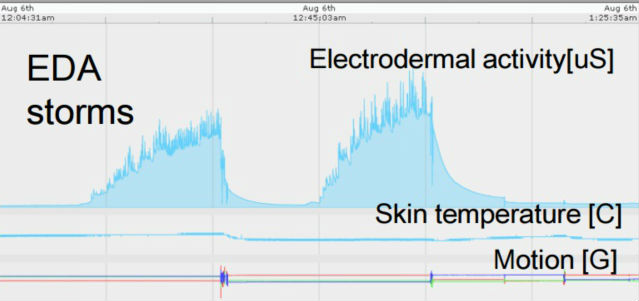 Aug 6th Aug 6th Aug 6th
12:04:31am 12:45:03am 1:25:35am
EDA
storms
Electrodermal activity[uS]
Skin temperature [C]
Motion [G]